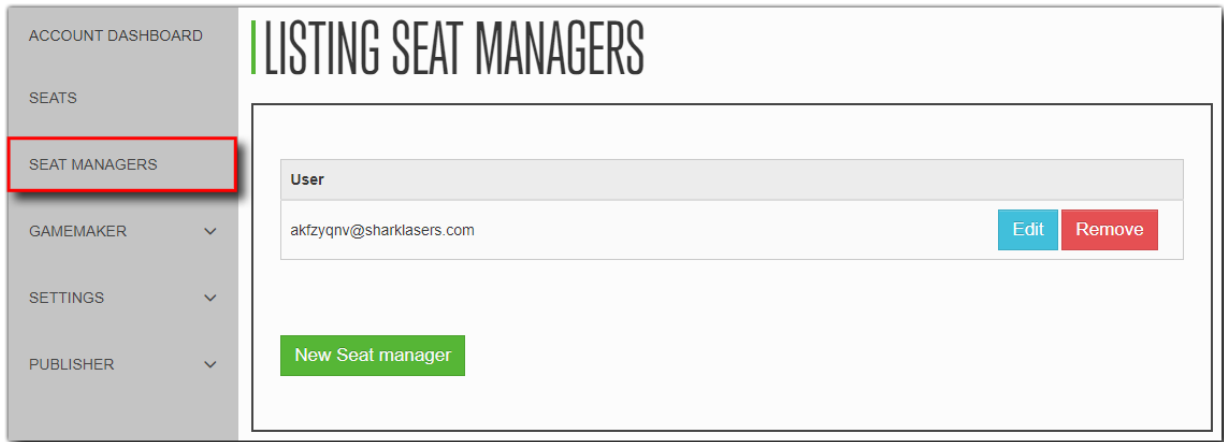 ACCOUNT DASHBOARD
SEATS
SEAT MANAGERS
GAMEMAKER
SETTINGS
PUBLISHER
LISTING SEAT MANAGERS
User
akfzyqnv@sharklasers.com
Edit
Remove
New Seat manager